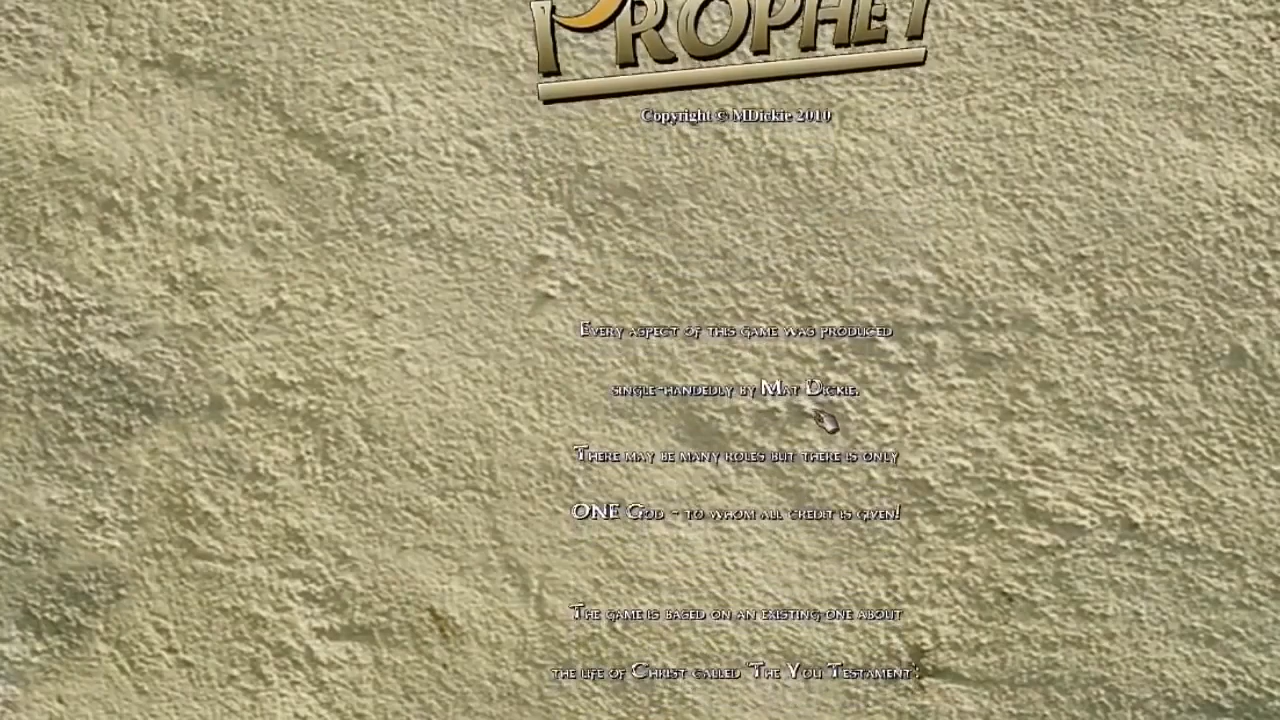 PROPHET
Copyright © MDickie 2010
Every aspect of this game was produced
single-handedly by Mat Dickie.
There may be many roles but there is only
ONE God - to whom all credit is given!
The game is based on an existing one about
the life of Christ called 'The You Testament':